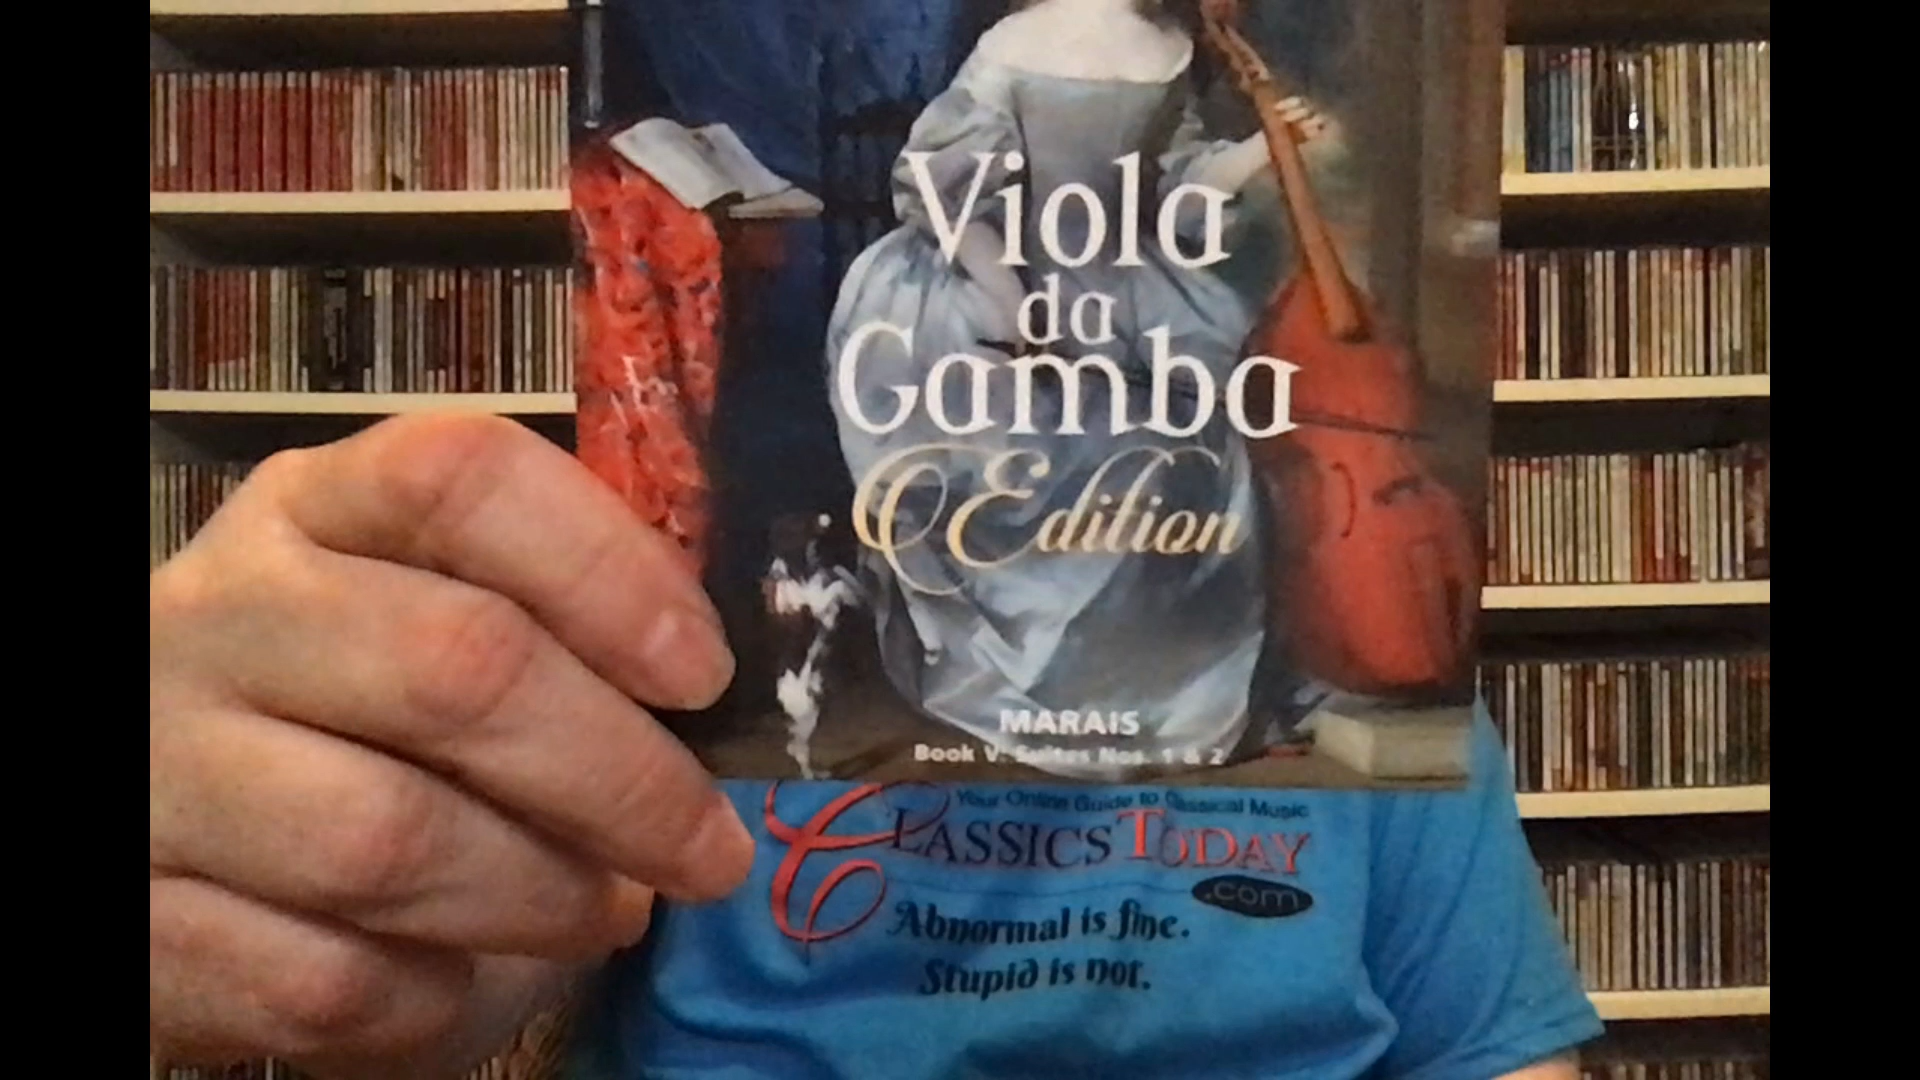 Viola
da
Gamba
Edition
MARAIS
Book V: Suites Nos. 1 & 2
Your Online Guide to Classical Music
CLASSICSTODAY
.com
Abnormal is fine.
Stupid is not.